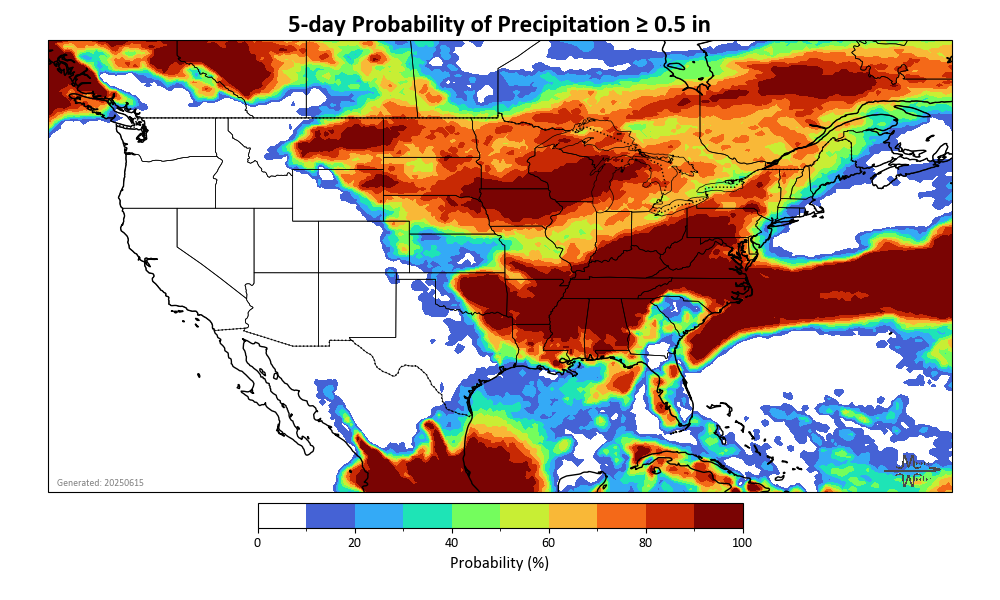 5-day Probability of Precipitation ≥ 0.5 in
Generated: 20250615
0 20 40 60 80 100
Probability (%)